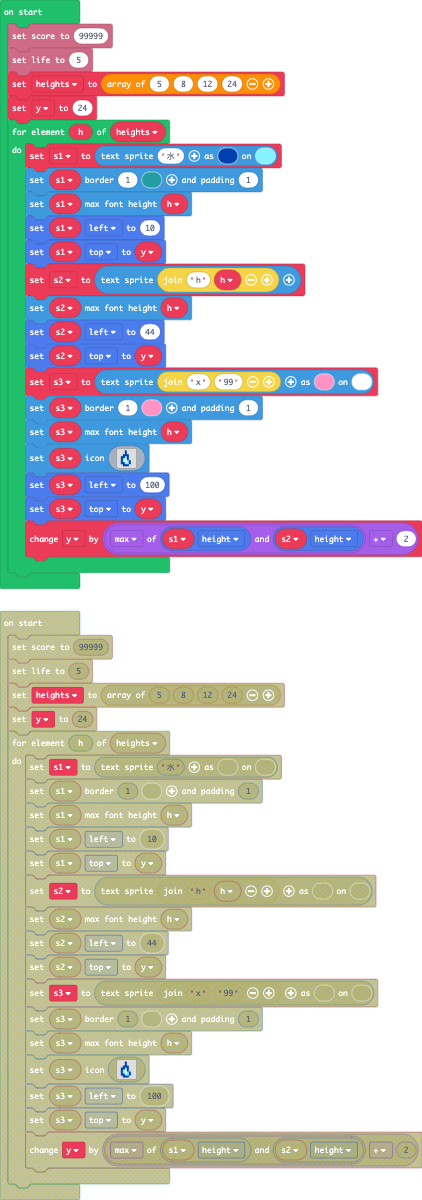 on start
set score to 99999
set life to 5
set heights to array of 5 8 12 24
set y to 24
for element h of heights
do
set s1 to text sprite "水" as on
set s1 border 1 and padding 1
set s1 max font height h
set s1 left to 10
set s1 top to y
set s2 to text sprite join "h" h
set s2 max font height h
set s2 left to 44
set s2 top to y
set s3 to text sprite join "x" "99" as on
set s3 border 1 and padding 1
set s3 max font height h
set s3 icon
set s3 left to 100
set s3 top to y
change y by max of s1 height and s2 height + 2
on start
set score to 99999
set life to 5
set heights to array of 5 8 12 24
set y to 24
for element h of heights
do
set s1 to text sprite "水" as on
set s1 border 1 and padding 1
set s1 max font height h
set s1 left to 10
set s1 top to y
set s2 to text sprite join "h" h as on
set s2 max font height h
set s2 left to 44
set s2 top to y
set s3 to text sprite join "x" "99" as on
set s3 border 1 and padding 1
set s3 max font height h
set s3 icon
set s3 left to 100
set s3 top to y
change y by max of s1 height and s2 height + 2